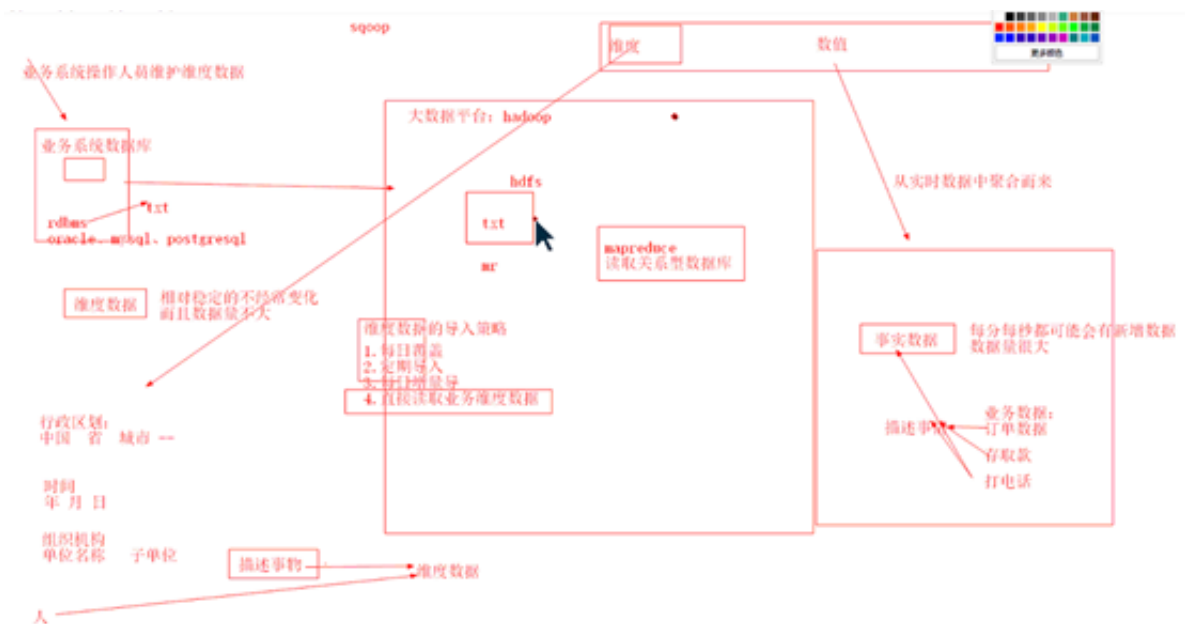 sqoop
维度
数值
更多颜色
业务系统操作人员维护维度数据
大数据平台：hadoop
业务系统数据库
hdfs
从实时数据中聚合而来
txt
rdbms
oracle、mysql、postgresql
txt
mapreduce
读取关系型数据库
mr
维度数据
相对稳定的不经常变化
而且数据量不大
维度数据的导入策略
1.每日覆盖
2.定期导入
3.每日增量导
4.直接读取业务维度数据
事实数据
每分每秒都可能会有新增数据
数据量很大
行政区划：
中国 省 城市 --
描述事
业务数据：
订单数据
存取款
打电话
时间
年 月 日
组织机构
单位名称 子单位
描述事物
维度数据
人